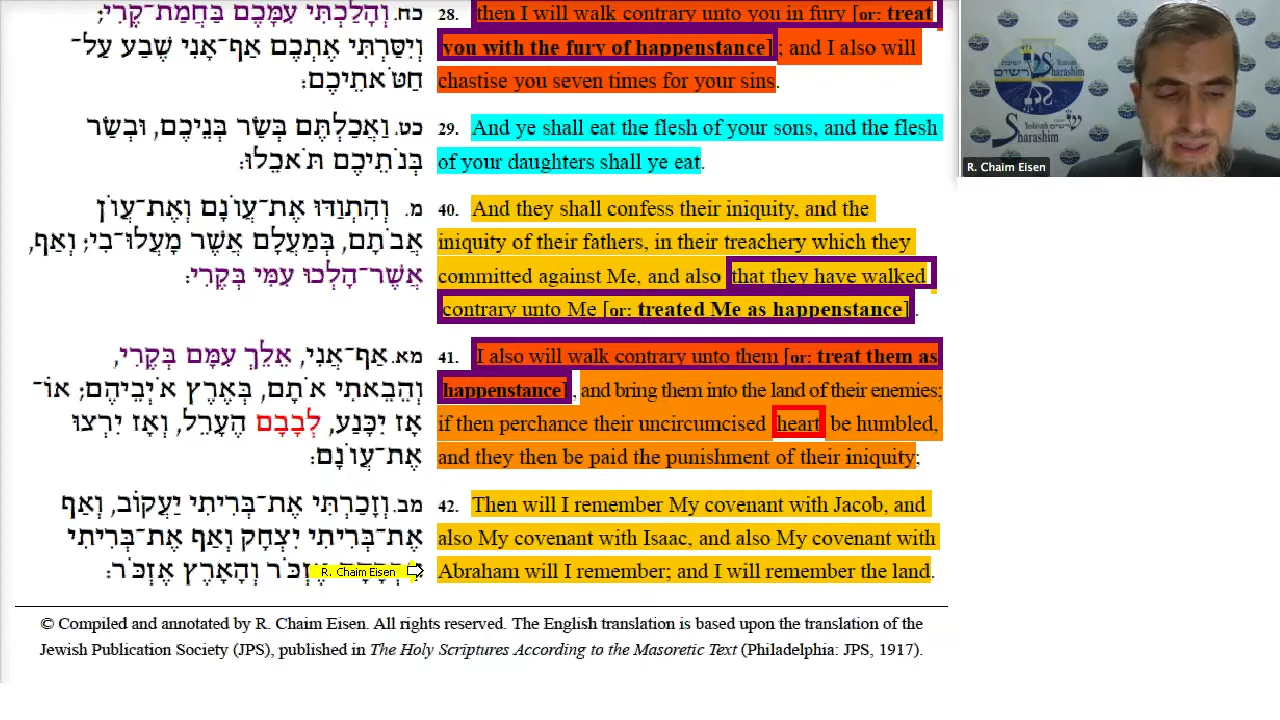 כח. וְהָלַכְתִּי עִמָּכֶם בַּחֲמַת־קֶרִי;
וְיִסַּרְתִּי אֶתְכֶם אַף־אָנִי שֶׁבַע עַל־
חַטֹּאתֵיכֶם:
28. then I will walk contrary unto you in fury [or: treat
you with the fury of happenstance]; and I also will
chastise you seven times for your sins.
כט. וַאֲכַלְתֶּם בְּשַׂר בְּנֵיכֶם, וּבְשַׂר
בְּנֹתֵיכֶם תֹּאכֵלוּ:
29. And ye shall eat the flesh of your sons, and the flesh
of your daughters shall ye eat.
מ. וְהִתְוַדּוּ אֶת־עֲוֹנָם וְאֶת־עֲוֹן
אֲבֹתָם, בְּמַעֲלָם אֲשֶׁר מָעֲלוּ־בִי; וְאַף,
אֲשֶׁר־הָלְכוּ עִמִּי בְּקֶרִי:
40. And they shall confess their iniquity, and the
iniquity of their fathers, in their treachery which they
committed against Me, and also that they have walked
contrary unto Me [or: treated Me as happenstance].
מא. אַף־אֲנִי, אֵלֵךְ עִמָּם בְּקֶרִי,
וְהֵבֵאתִי אֹתָם, בְּאֶרֶץ אֹיְבֵיהֶם; אוֹ־
אָז יִכָּנַע, לְבָבָם הֶעָרֵל, וְאָז יִרְצוּ
אֶת־עֲוֹנָם:
41. I also will walk contrary unto them [or: treat them as
happenstance], and bring them into the land of their enemies;
if then perchance their uncircumcised heart be humbled,
and they then be paid the punishment of their iniquity;
מב. וְזָכַרְתִּי אֶת־בְּרִיתִי יַעֲקוֹב, וְאַף
אֶת־בְּרִיתִי יִצְחָק וְאַף אֶת־בְּרִיתִי
אֶזְכֹּר וְהָאָרֶץ אֶזְכֹּר:
R. Chaim Eisen
42. Then will I remember My covenant with Jacob, and
also My covenant with Isaac, and also My covenant with
Abraham will I remember; and I will remember the land.
© Compiled and annotated by R. Chaim Eisen. All rights reserved. The English translation is based upon the translation of the
Jewish Publication Society (JPS), published in The Holy Scriptures According to the Masoretic Text (Philadelphia: JPS, 1917).
Yeshivath
Sharashim
שרשים
Sharashim
R. Chaim Eisen